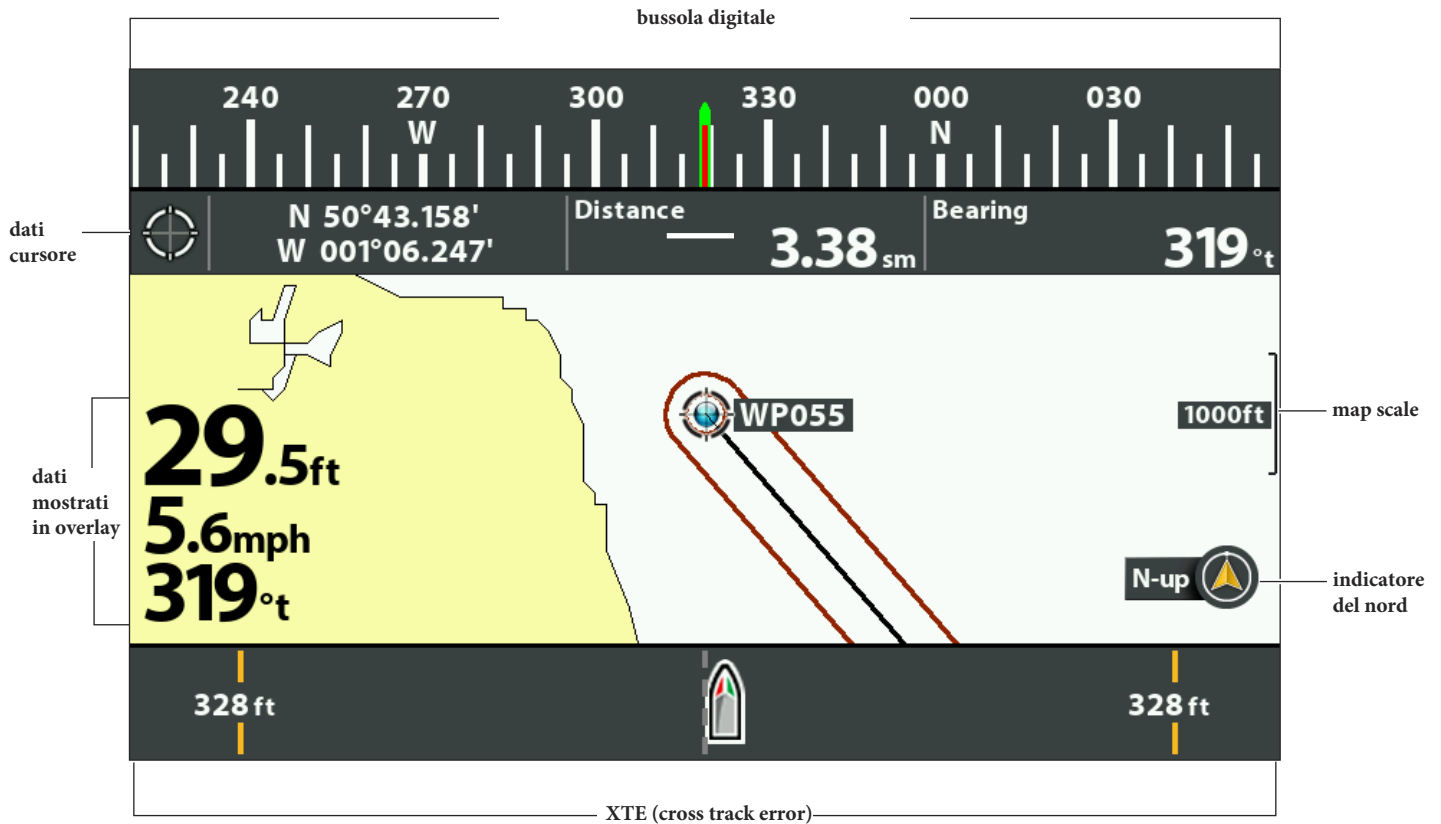 bussola digitale
240 270 300 330 000 030
W N
dati
cursore
N 50°43.158'
W 001°06.247'
Distance
3.38 sm
Bearing
319 °t
WP055
1000ft
map scale
29.5ft
5.6mph
319°t
dati
mostrati
in overlay
N-up
indicatore
del nord
328 ft
328 ft
XTE (cross track error)